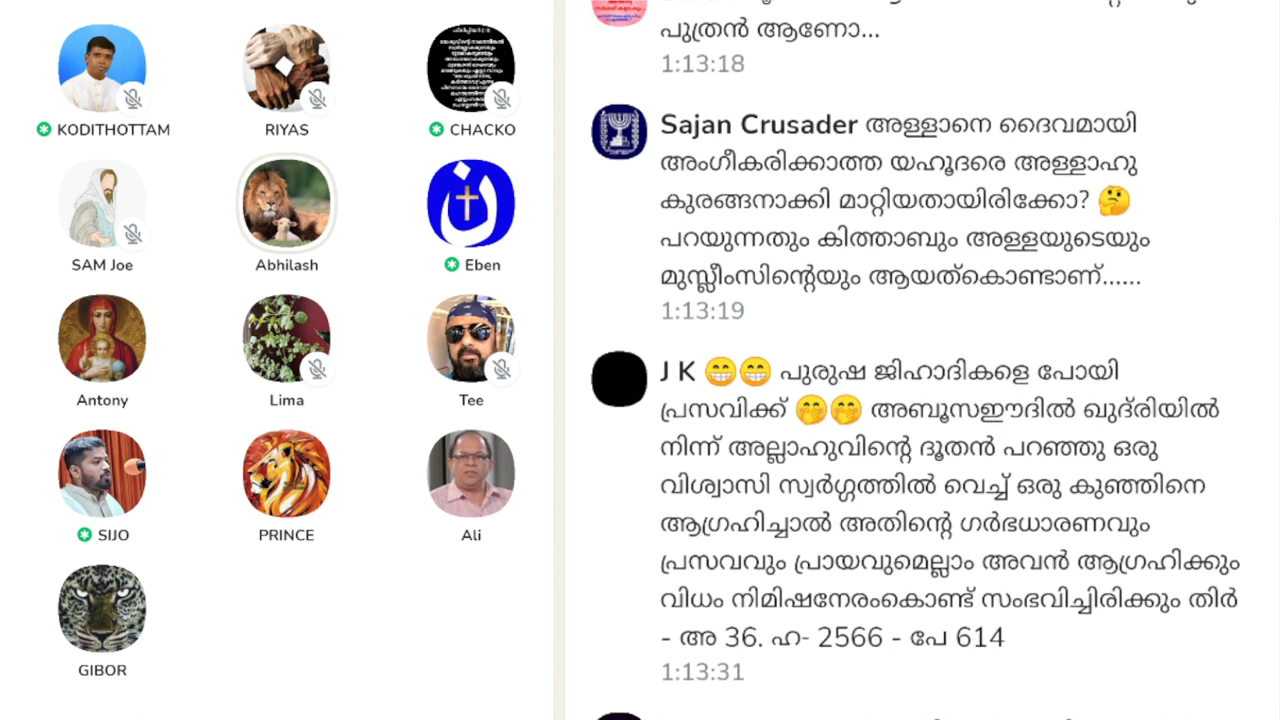 KODITHOTTAM
RIYAS
CHACKO
SAM Joe
Abhilash
Eben
Antony
Lima
Tee
SIJO
PRINCE
Ali
GIBOR
പുത്രൻ ആണോ...
1:13:18
Sajan Crusader അള്ളാനെ ദൈവമായി
അംഗീകരിക്കാത്ത യഹൂദരെ അള്ളാഹു
കുരങ്ങനാക്കി മാറ്റിയതായിരിക്കോ? 🤔
പറയുന്നതും കിത്താബും അള്ളയുടെയും
മുസ്ലീംസിന്റെയും ആയത്കൊണ്ടാണ്......
1:13:19
J K 😁😁 പുരുഷ ജിഹാദികളെ പോയി
പ്രസവിക്ക് 🤭🤭 അബൂസഈദിൽ ഖുദ്‌രിയിൽ
നിന്ന് അല്ലാഹുവിന്റെ ദൂതൻ പറഞ്ഞു ഒരു
വിശ്വാസി സ്വർഗ്ഗത്തിൽ വെച്ച് ഒരു കുഞ്ഞിനെ
ആഗ്രഹിച്ചാൽ അതിന്റെ ഗർഭധാരണവും
പ്രസവവും പ്രായവുമെല്ലാം അവൻ ആഗ്രഹിക്കും
വിധം നിമിഷനേരംകൊണ്ട് സംഭവിച്ചിരിക്കും തിർ
- അ 36. ഹ- 2566 - പേ 614
1:13:31